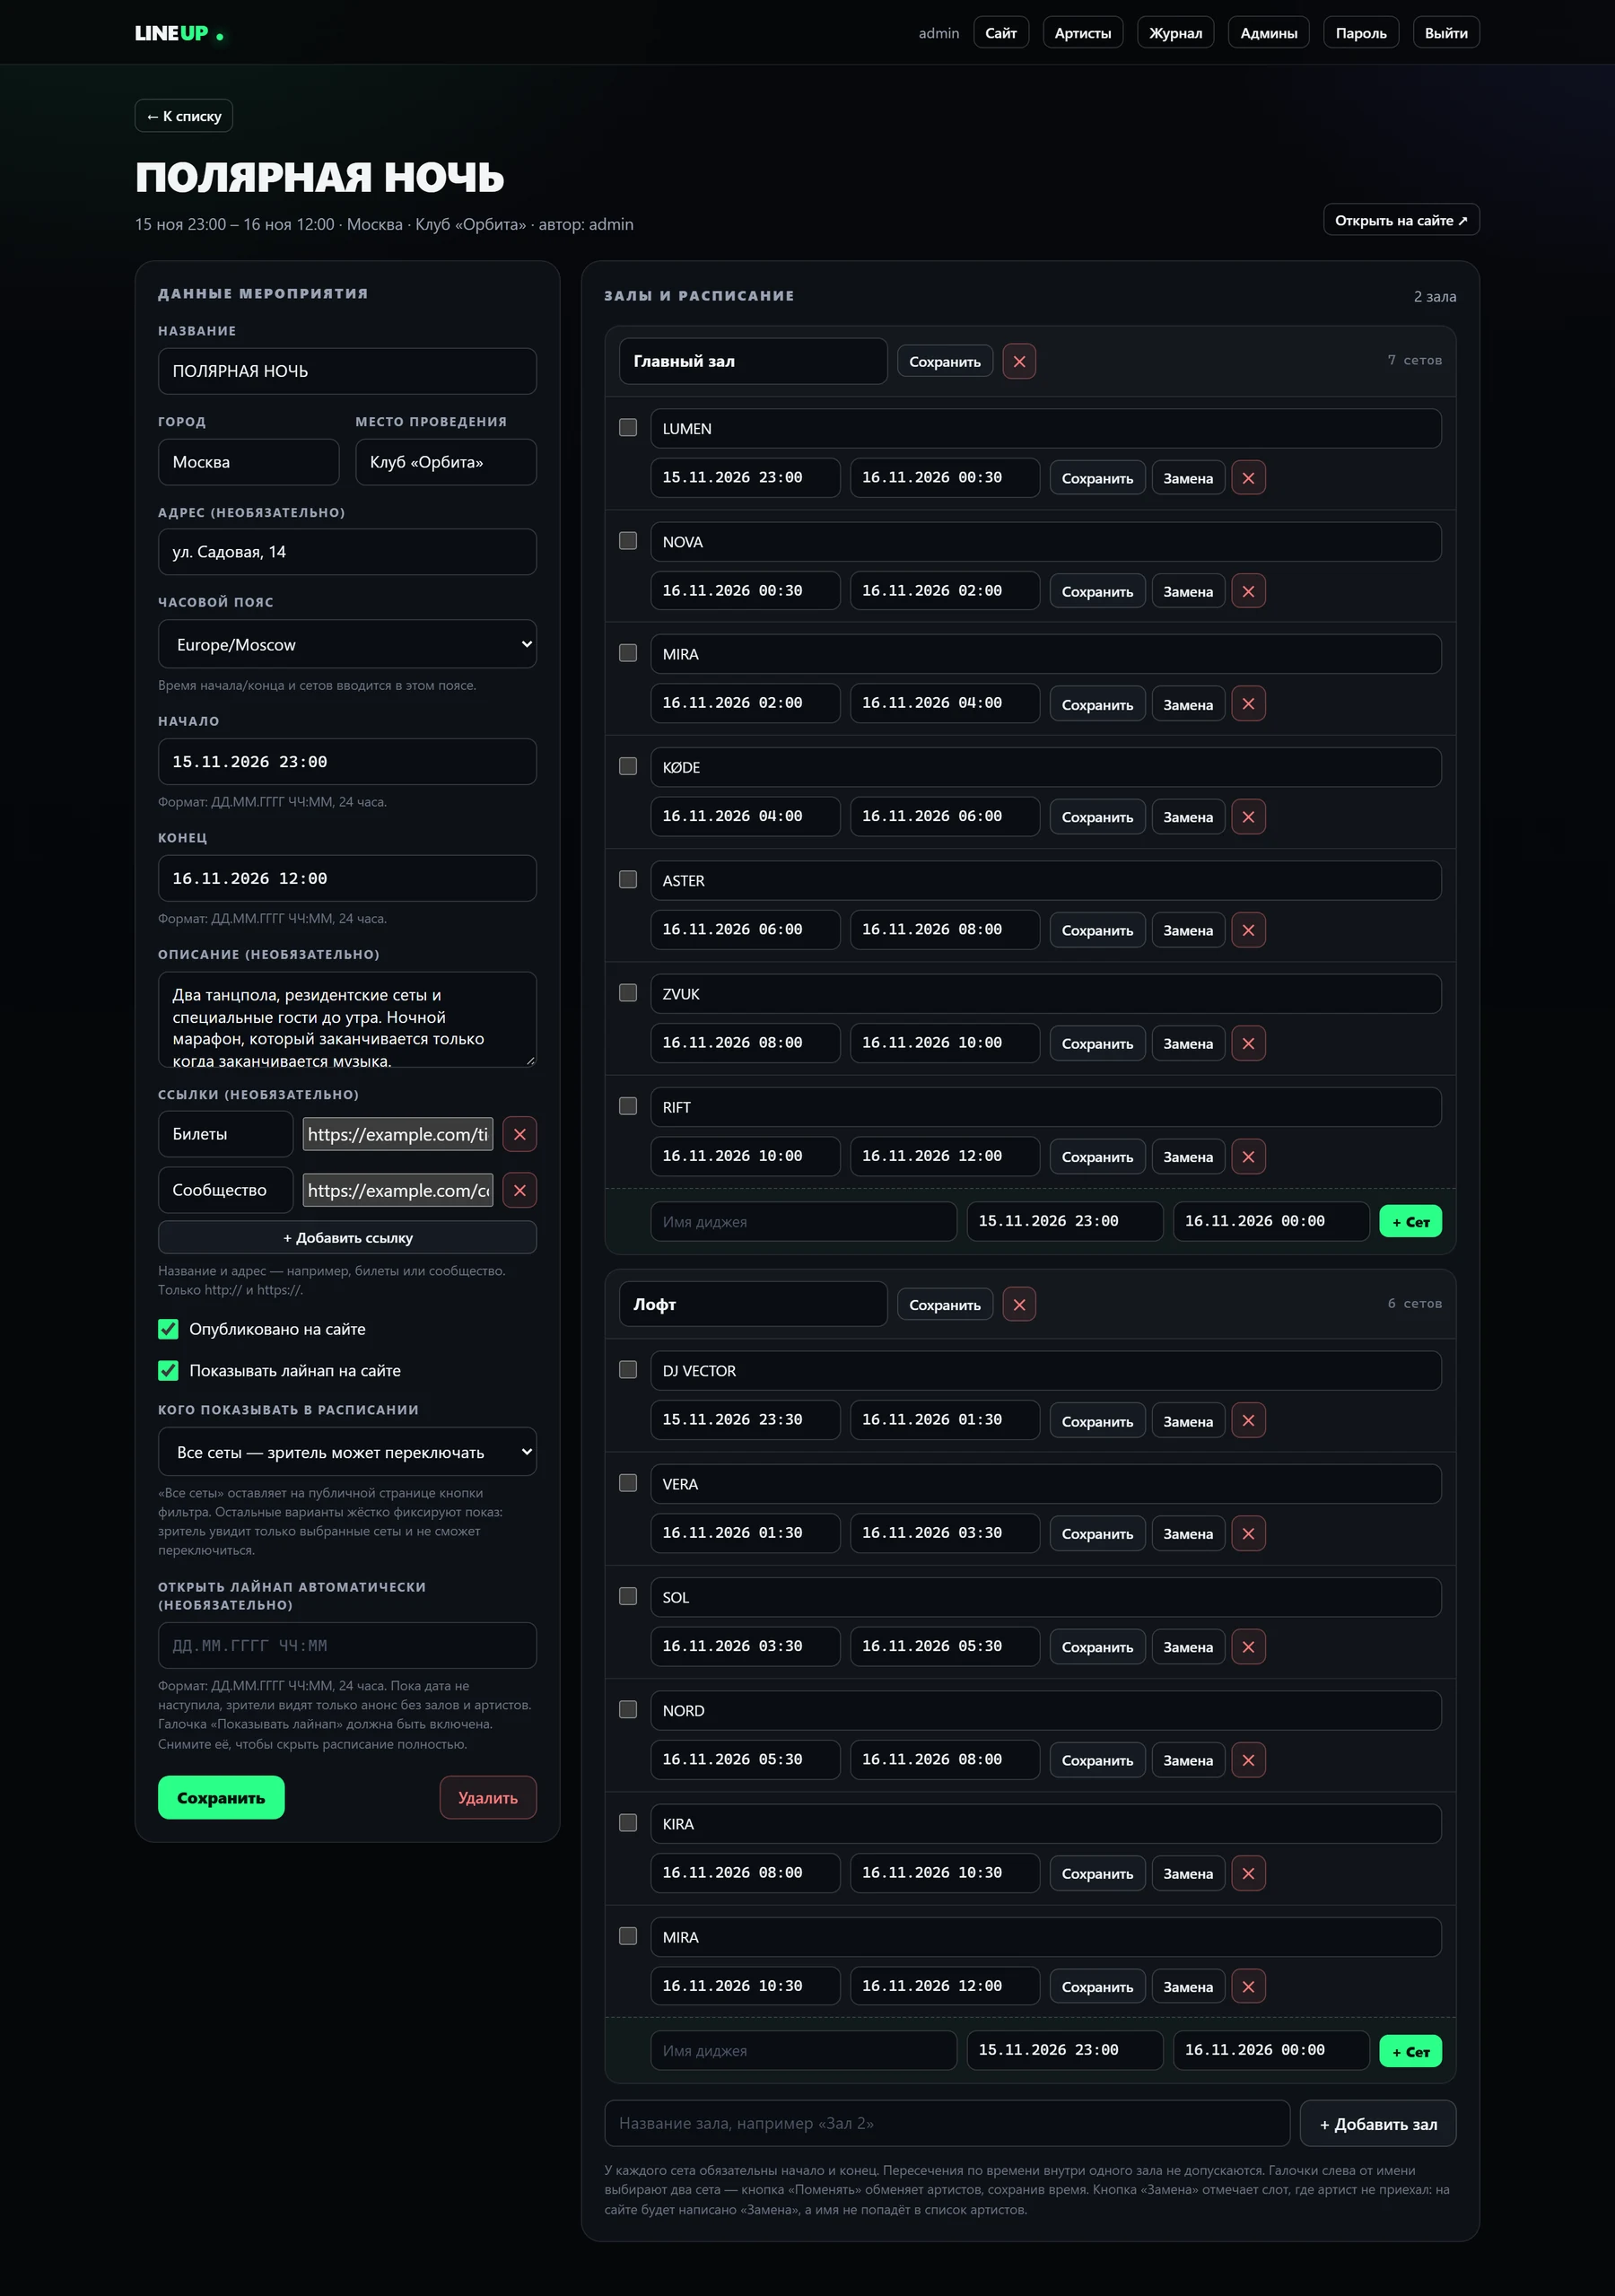 LINEUP
admin
Сайт
Артисты
Журнал
Админы
Пароль
Выйти
← К списку
ПОЛЯРНАЯ НОЧЬ
15 ноя 23:00 – 16 ноя 12:00 · Москва · Клуб «Орбита» · автор: admin
Открыть на сайте ↗
ДАННЫЕ МЕРОПРИЯТИЯ
НАЗВАНИЕ
ПОЛЯРНАЯ НОЧЬ
ГОРОД
МЕСТО ПРОВЕДЕНИЯ
Москва
Клуб «Орбита»
АДРЕС (НЕОБЯЗАТЕЛЬНО)
ул. Садовая, 14
ЧАСОВОЙ ПОЯС
Europe/Moscow
Время начала/конца и сетов вводится в этом поясе.
НАЧАЛО
15.11.2026 23:00
Формат: ДД.ММ.ГГГГ ЧЧ:ММ, 24 часа.
КОНЕЦ
16.11.2026 12:00
Формат: ДД.ММ.ГГГГ ЧЧ:ММ, 24 часа.
ОПИСАНИЕ (НЕОБЯЗАТЕЛЬНО)
Два танцпола, резидентские сеты и
специальные гости до утра. Ночной
марафон, который заканчивается только
когда заканчивается музыка.
ССЫЛКИ (НЕОБЯЗАТЕЛЬНО)
Билеты
https://example.com/ti
Сообщество
https://example.com/co
+ Добавить ссылку
Название и адрес — например, билеты или сообщество.
Только http:// и https://.
Опубликовано на сайте
Показывать лайнап на сайте
КОГО ПОКАЗЫВАТЬ В РАСПИСАНИИ
Все сеты — зритель может переключать
«Все сеты» оставляет на публичной странице кнопки
фильтра. Остальные варианты жёстко фиксируют показ:
зритель увидит только выбранные сеты и не сможет
переключиться.
ОТКРЫТЬ ЛАЙНАП АВТОМАТИЧЕСКИ
(НЕОБЯЗАТЕЛЬНО)
ДД.ММ.ГГГГ ЧЧ:ММ
Формат: ДД.ММ.ГГГГ ЧЧ:ММ, 24 часа. Пока дата не
наступила, зрители видят только анонс без залов и артистов.
Галочка «Показывать лайнап» должна быть включена.
Снимите её, чтобы скрыть расписание полностью.
Сохранить
Удалить
ЗАЛЫ И РАСПИСАНИЕ
2 зала
Главный зал
Сохранить
7 сетов
LUMEN
15.11.2026 23:00
16.11.2026 00:30
Сохранить
Замена
NOVA
16.11.2026 00:30
16.11.2026 02:00
Сохранить
Замена
MIRA
16.11.2026 02:00
16.11.2026 04:00
Сохранить
Замена
KØDE
16.11.2026 04:00
16.11.2026 06:00
Сохранить
Замена
ASTER
16.11.2026 06:00
16.11.2026 08:00
Сохранить
Замена
ZVUK
16.11.2026 08:00
16.11.2026 10:00
Сохранить
Замена
RIFT
16.11.2026 10:00
16.11.2026 12:00
Сохранить
Замена
Имя диджея
15.11.2026 23:00
16.11.2026 00:00
+ Сет
Лофт
Сохранить
6 сетов
DJ VECTOR
15.11.2026 23:30
16.11.2026 01:30
Сохранить
Замена
VERA
16.11.2026 01:30
16.11.2026 03:30
Сохранить
Замена
SOL
16.11.2026 03:30
16.11.2026 05:30
Сохранить
Замена
NORD
16.11.2026 05:30
16.11.2026 08:00
Сохранить
Замена
KIRA
16.11.2026 08:00
16.11.2026 10:30
Сохранить
Замена
MIRA
16.11.2026 10:30
16.11.2026 12:00
Сохранить
Замена
Имя диджея
15.11.2026 23:00
16.11.2026 00:00
+ Сет
Название зала, например «Зал 2»
+ Добавить зал
У каждого сета обязательны начало и конец. Пересечения по времени внутри одного зала не допускаются. Галочки слева от имени
выбирают два сета — кнопка «Поменять» обменяет артистов, сохранив время. Кнопка «Замена» отмечает слот, где артист не приехал: на
сайте будет написано «Замена», а имя не попадёт в список артистов.